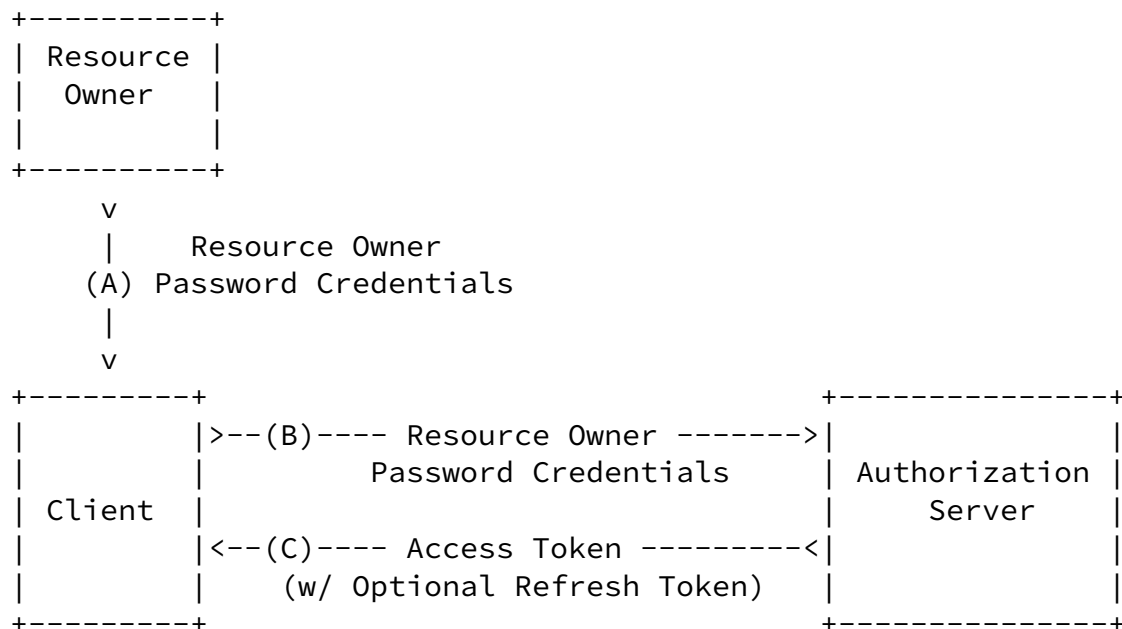 Resource
Owner
v
| Resource Owner
(A) Password Credentials
|
v
>--(B)---- Resource Owner ------->
Password Credentials Authorization
Client Server
<--(C)---- Access Token ---------<
(w/ Optional Refresh Token)